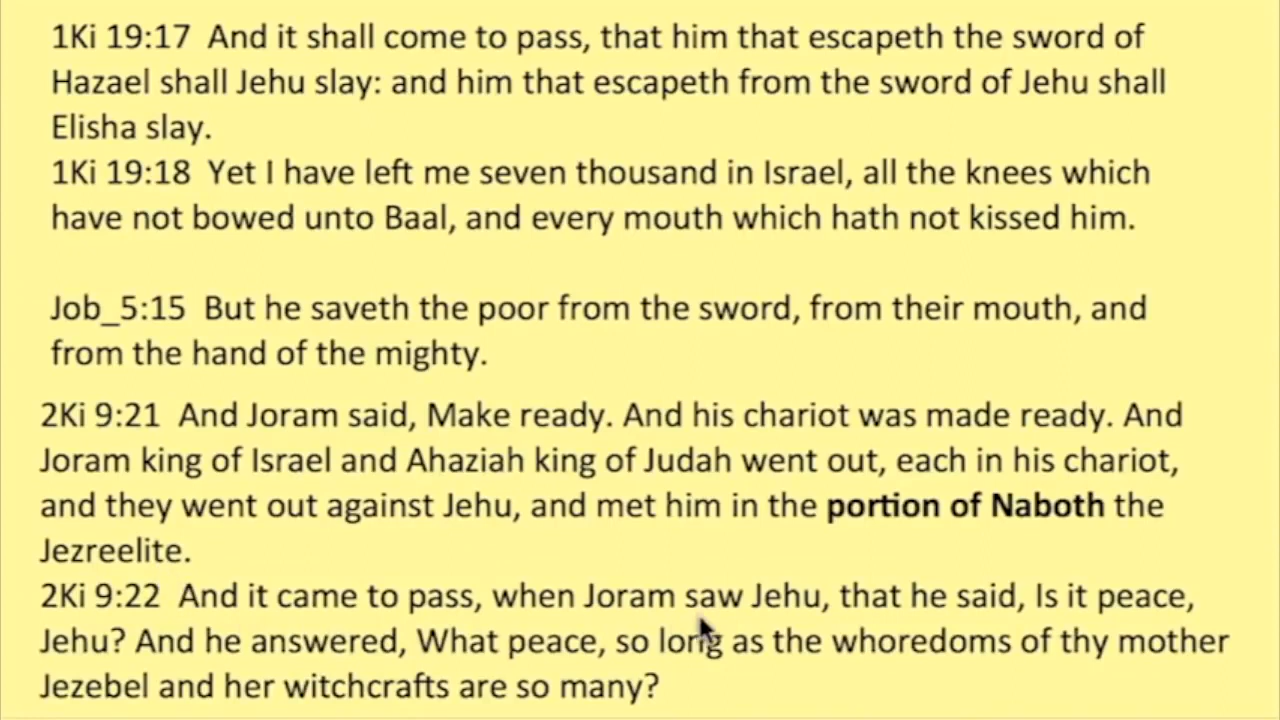 1Ki 19:17 And it shall come to pass, that him that escapeth the sword of
Hazael shall Jehu slay: and him that escapeth from the sword of Jehu shall
Elisha slay.
1Ki 19:18 Yet I have left me seven thousand in Israel, all the knees which
have not bowed unto Baal, and every mouth which hath not kissed him.
Job_5:15 But he saveth the poor from the sword, from their mouth, and
from the hand of the mighty.
2Ki 9:21 And Joram said, Make ready. And his chariot was made ready. And
Joram king of Israel and Ahaziah king of Judah went out, each in his chariot,
and they went out against Jehu, and met him in the portion of Naboth the
Jezreelite.
2Ki 9:22 And it came to pass, when Joram saw Jehu, that he said, Is it peace,
Jehu? And he answered, What peace, so long as the whoredoms of thy mother
Jezebel and her witchcrafts are so many?